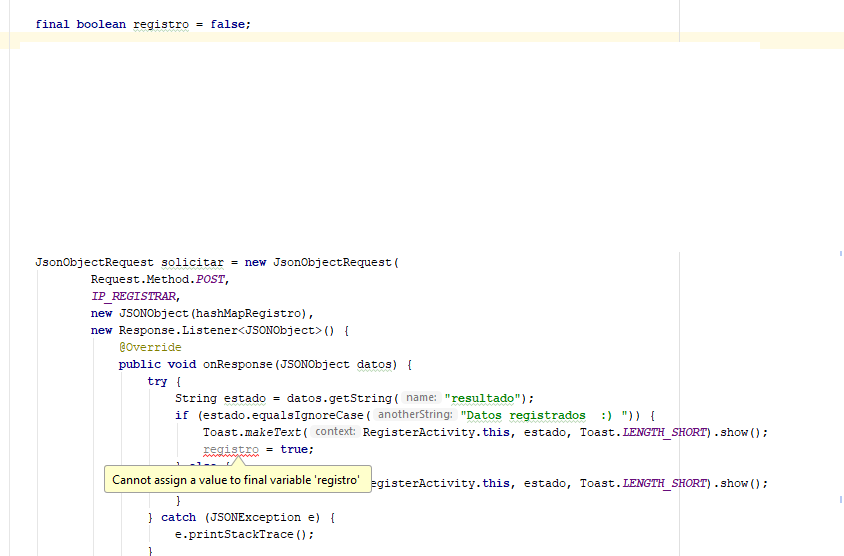 final boolean registro = false;
JsonObjectRequest solicitar = new JsonObjectRequest(
Request.Method.POST,
IP_REGISTRAR,
new JSONObject(hashMapRegistro),
new Response.Listener<JSONObject>() {
@Override
public void onResponse(JSONObject datos) {
try {
String estado = datos.getString( name: "resultado");
if (estado.equalsIgnoreCase( anotherString: "Datos registrados  :) ")) {
Toast.makeText( context: RegisterActivity.this, estado, Toast.LENGTH_SHORT).show();
registro = true;
} else {
Cannot assign a value to final variable 'registro' egisterActivity.this, estado, Toast.LENGTH_SHORT).show();
}
} catch (JSONException e) {
e.printStackTrace();
}